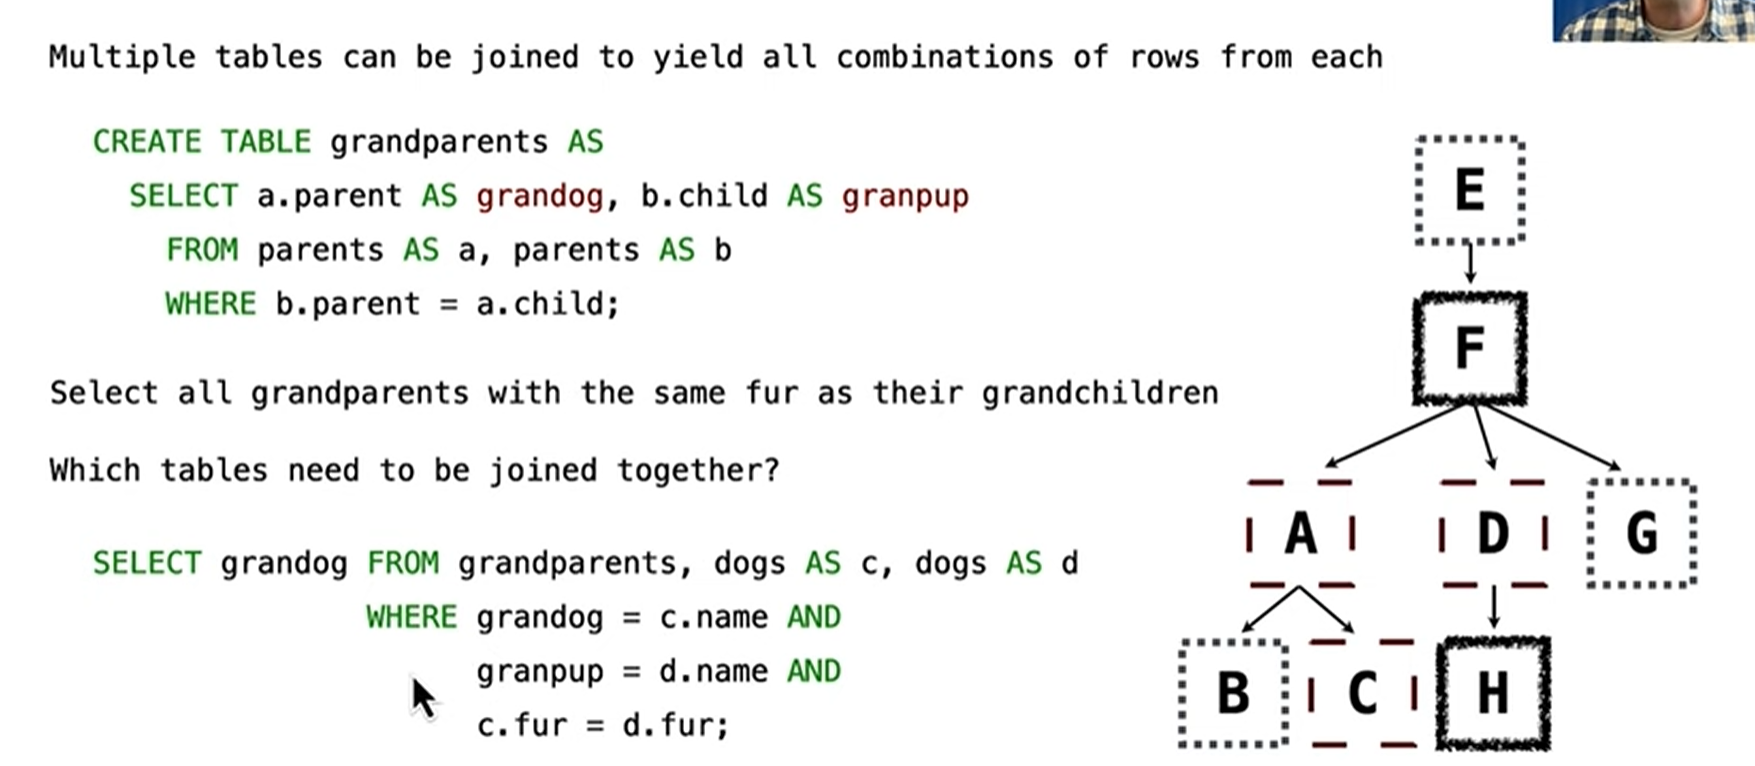 Multiple tables can be joined to yield all combinations of rows from each
CREATE TABLE grandparents AS
SELECT a.parent AS grandog, b.child AS granpup
FROM parents AS a, parents AS b
WHERE b.parent = a.child;
Select all grandparents with the same fur as their grandchildren
Which tables need to be joined together?
SELECT grandog FROM grandparents, dogs AS c, dogs AS d
WHERE grandog = c.name AND
granpup = d.name AND
c.fur = d.fur;
E
F
A D G
B C H